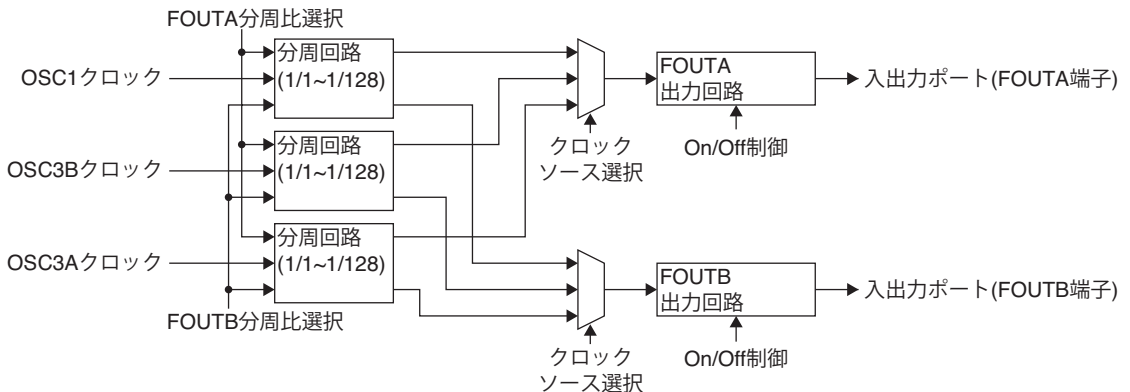 FOUTA分周比選択
OSC1クロック
分周回路
(1/1~1/128)
FOUTA
出力回路
入出力ポート(FOUTA端子)
クロック
ソース選択
On/Off制御
OSC3Bクロック
分周回路
(1/1~1/128)
OSC3Aクロック
分周回路
(1/1~1/128)
FOUTB
出力回路
入出力ポート(FOUTB端子)
FOUTB分周比選択
クロック
ソース選択
On/Off制御